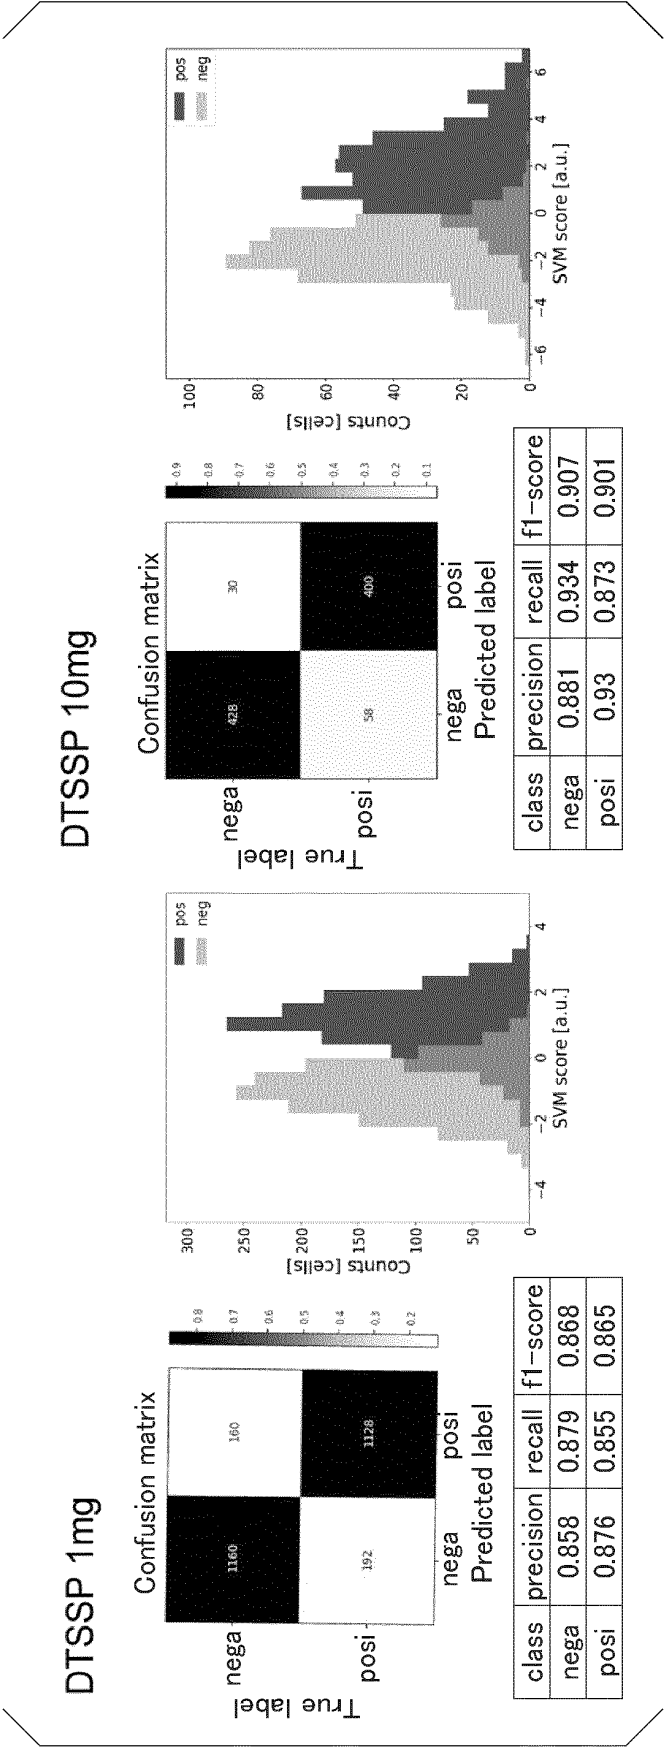 DTSSP 1mg
Confusion matrix
True label
nega
posi
1160
160
192
1128
nega
posi
Predicted label
0.8
0.7
0.6
0.5
0.4
0.3
0.2
class precision recall f1-score
nega 0.858 0.879 0.868
posi 0.876 0.855 0.865
pos
neg
Counts [cells]
300
250
200
150
100
50
0
−4 −2 0 2 4
SVM score [a.u.]
DTSSP 10mg
Confusion matrix
True label
nega
posi
428
30
58
400
nega
posi
Predicted label
0.9
0.8
0.7
0.6
0.5
0.4
0.3
0.2
0.1
class precision recall f1-score
nega 0.881 0.934 0.907
posi 0.93 0.873 0.901
pos
neg
Counts [cells]
100
80
60
40
20
0
−6 −4 −2 0 2 4 6
SVM score [a.u.]